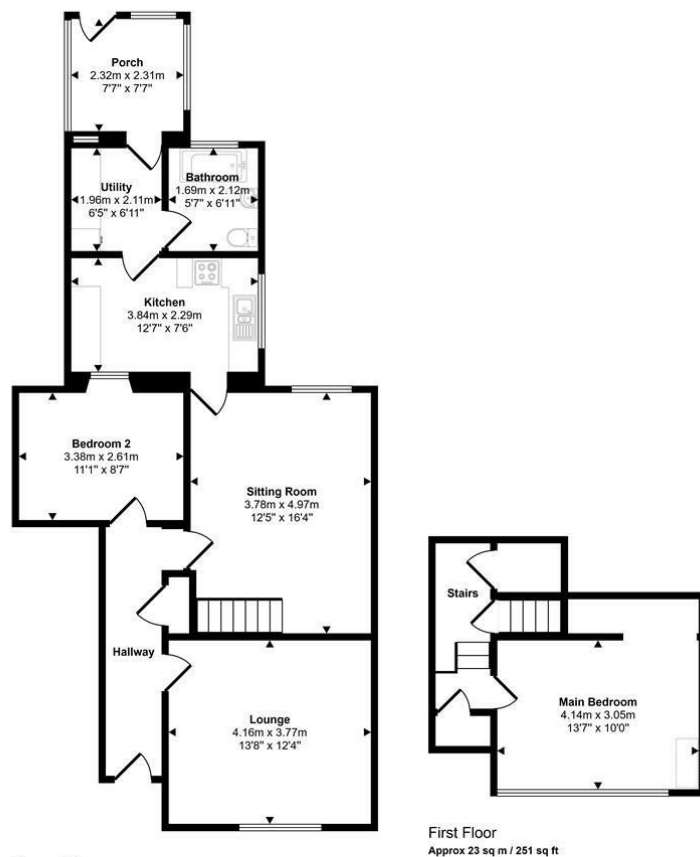 Porch
2.32m x 2.31m
7'7" x 7'7"
Utility
1.96m x 2.11m
6'5" x 6'11"
Bathroom
1.69m x 2.12m
5'7" x 6'11"
Kitchen
3.84m x 2.29m
12'7" x 7'6"
Bedroom 2
3.38m x 2.61m
11'1" x 8'7"
Sitting Room
3.78m x 4.97m
12'5" x 16'4"
Hallway
Lounge
4.16m x 3.77m
13'8" x 12'4"
Stairs
Main Bedroom
4.14m x 3.05m
13'7" x 10'0"
First Floor
Approx 23 sq m / 251 sq ft